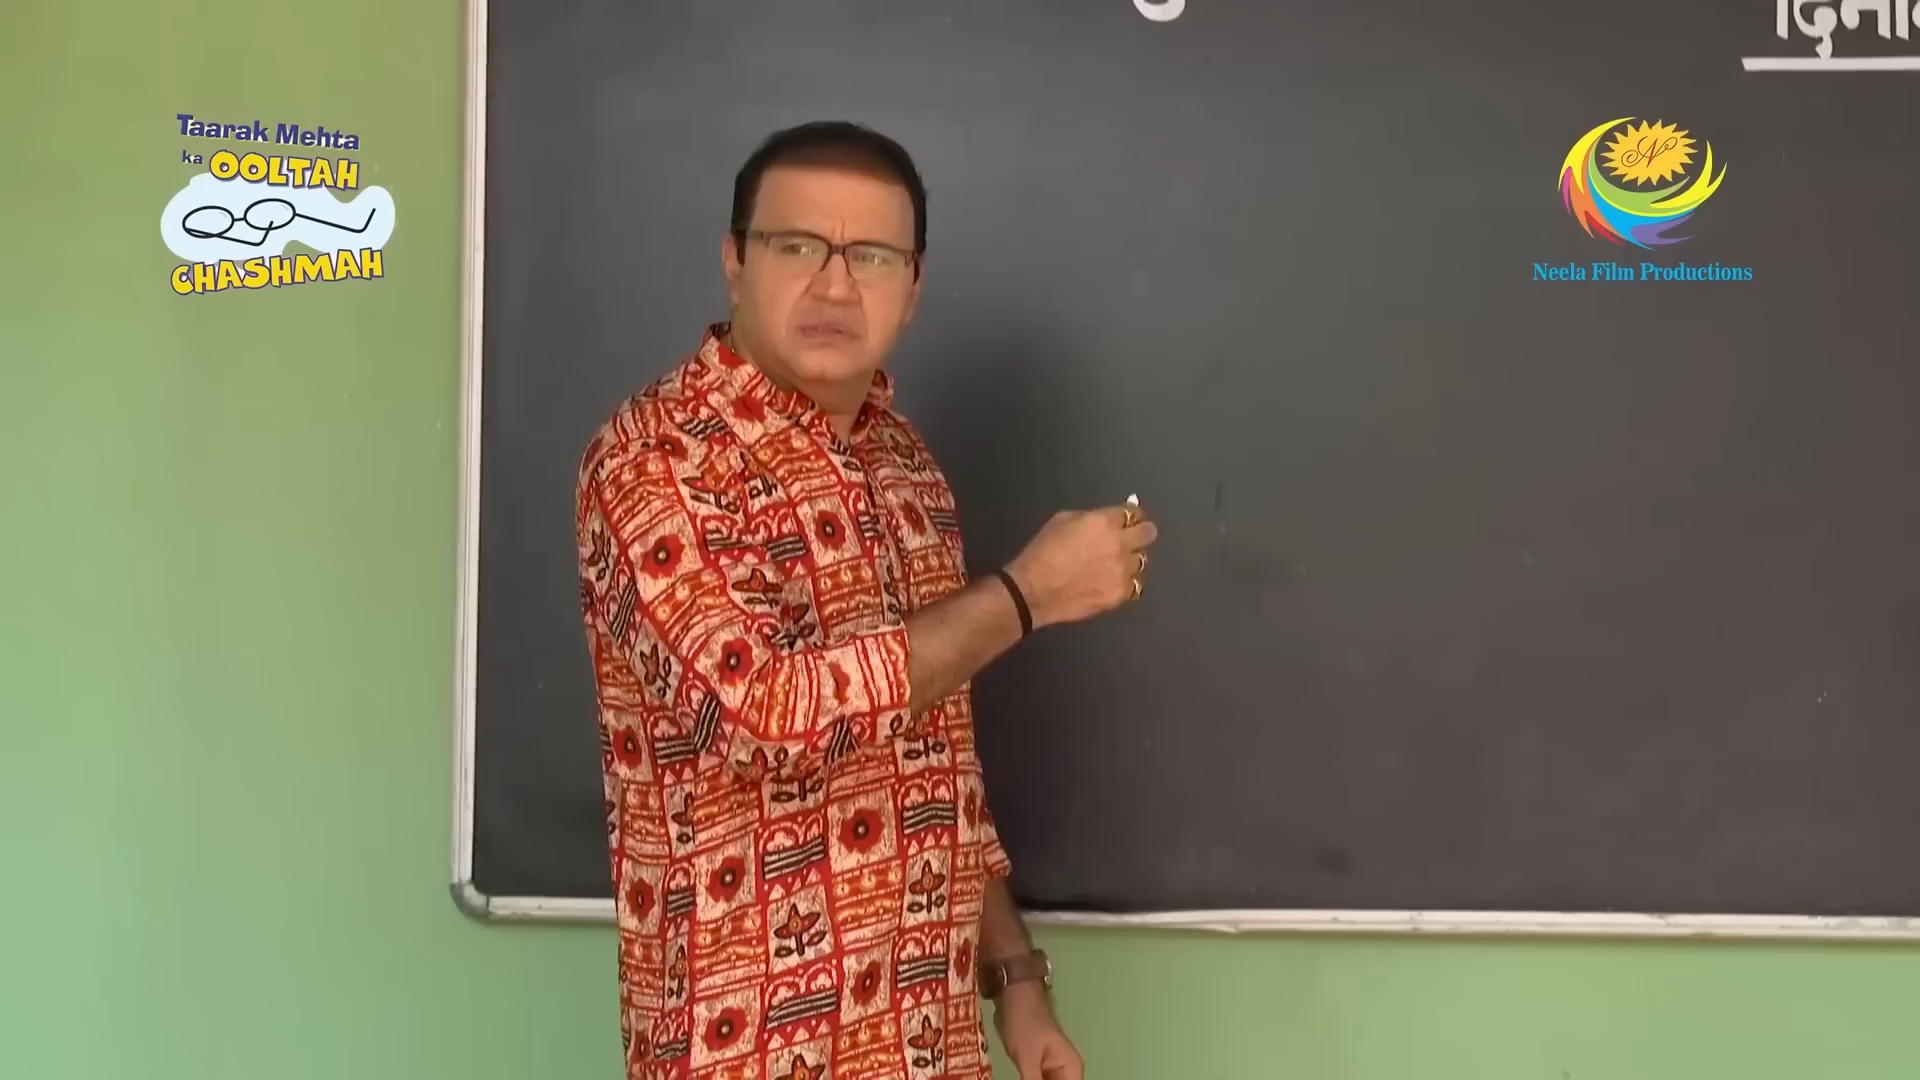 Taarak Mehta
ka OOLTAH
CHASHMAH
N
Neela Film Productions